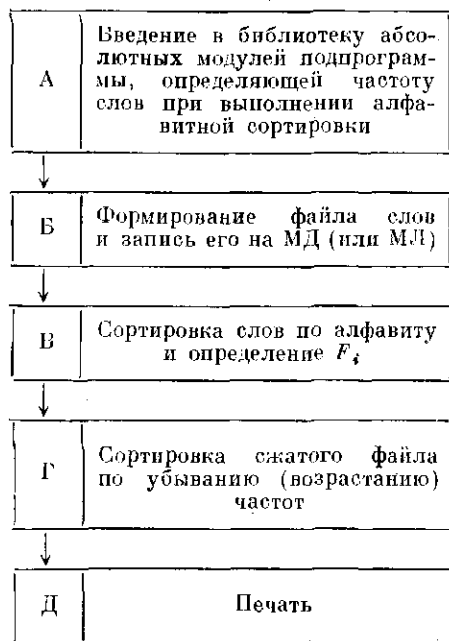 А
Введение в библиотеку абсо-
лютных модулей подпрограм-
мы, определяющей частоту
слов при выполнении алфа-
витной сортировки
Б
Формирование файла слов
и запись его на МД (или МЛ)
В
Сортировка слов по алфавиту
и определение F_i
Г
Сортировка сжатого файла
по убыванию (возрастанию)
частот
Д
Печать